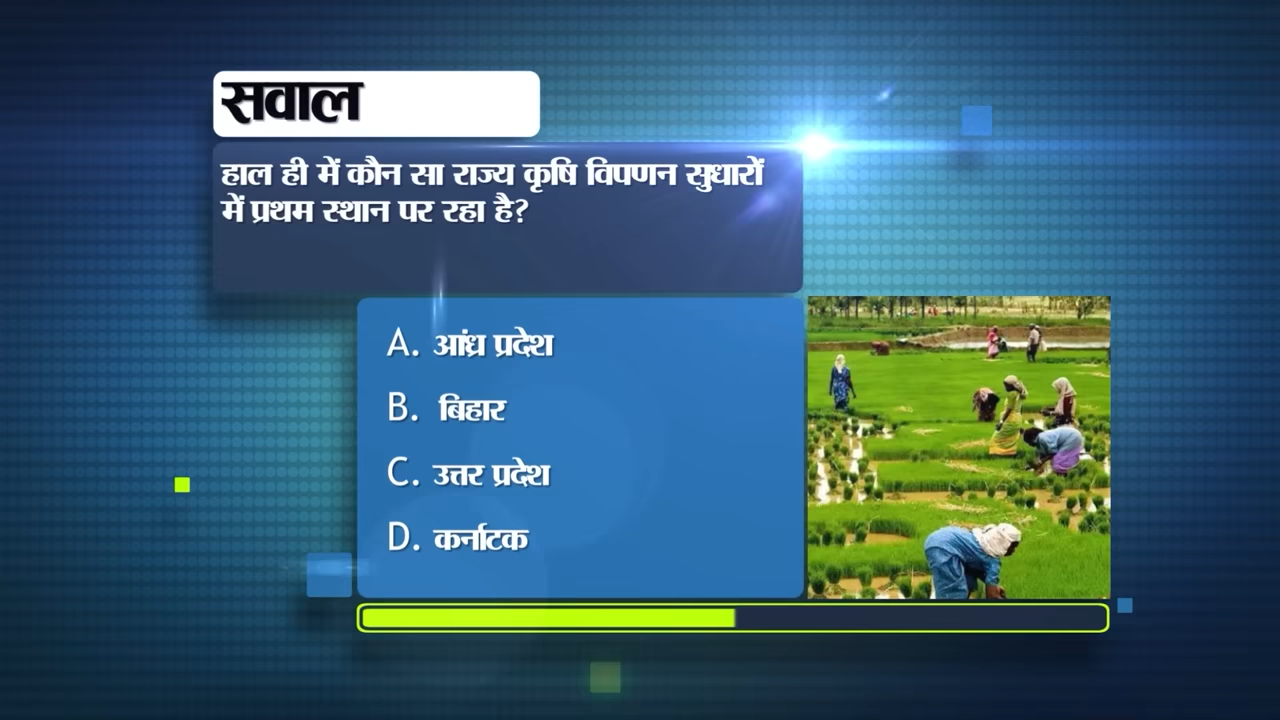 सवाल
हाल ही में कौन सा राज्य कृषि विपणन सुधारों
में प्रथम स्थान पर रहा है?
A. आंध्र प्रदेश
B. बिहार
C. उत्तर प्रदेश
D. कर्नाटक